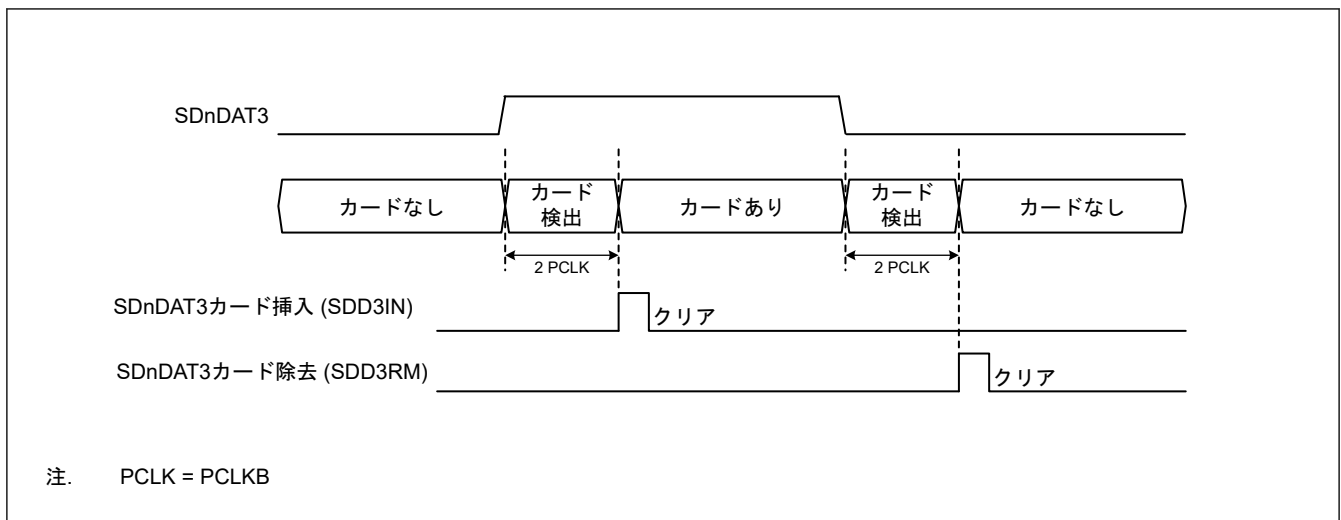 SDnDAT3
カードなし
カード
検出
カードあり
カード
検出
カードなし
2 PCLK
2 PCLK
SDnDAT3カード挿入 (SDD3IN)
クリア
SDnDAT3カード除去 (SDD3RM)
クリア
注. PCLK = PCLKB